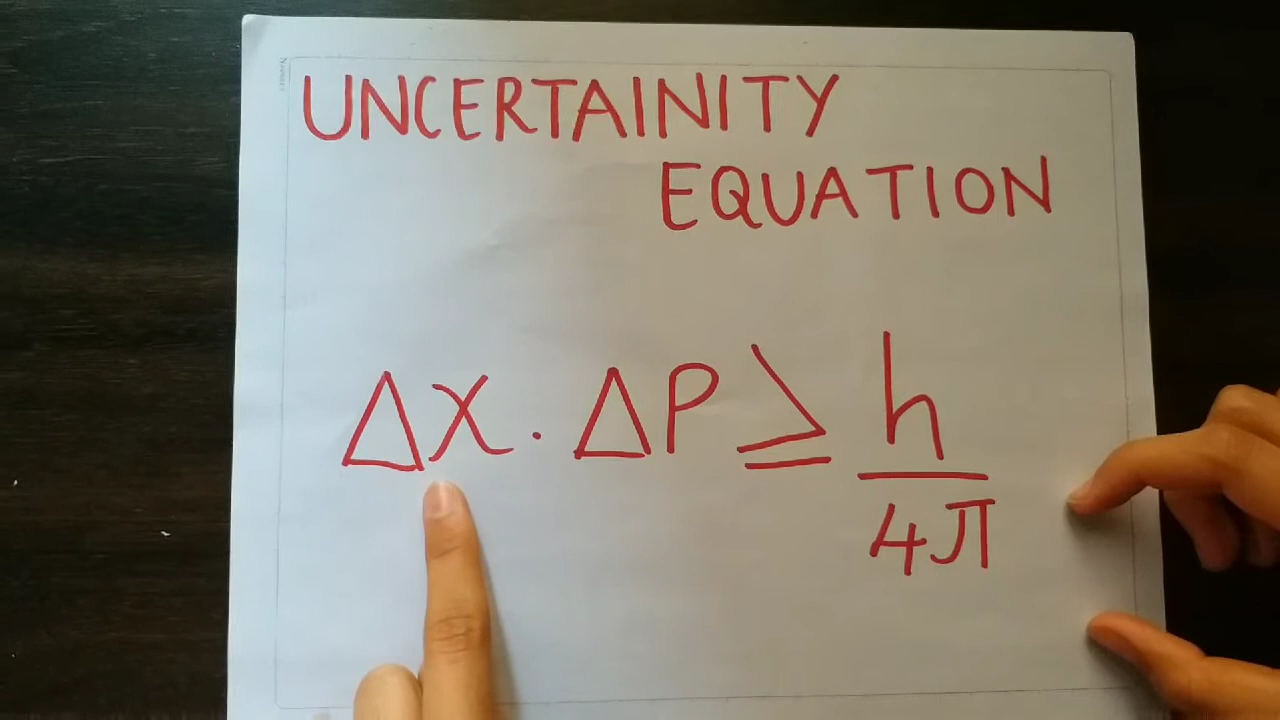 UNCERTAINITY
EQUATION
Δx . ΔP ≥ h
4π